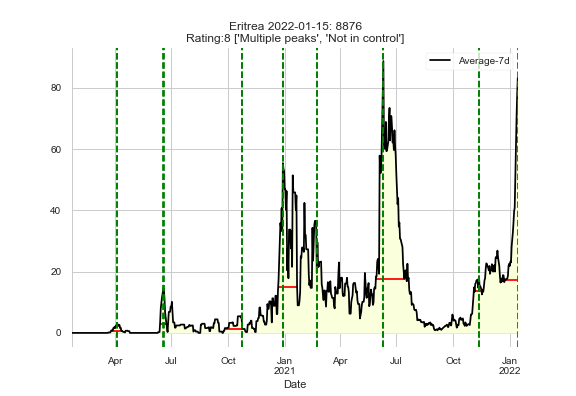 Eritrea 2022-01-15: 8876
Rating:8 ['Multiple peaks', 'Not in control']
Average-7d
80
60
40
20
0
Apr Jul Oct Jan Apr Jul Oct Jan
2021 2022
Date